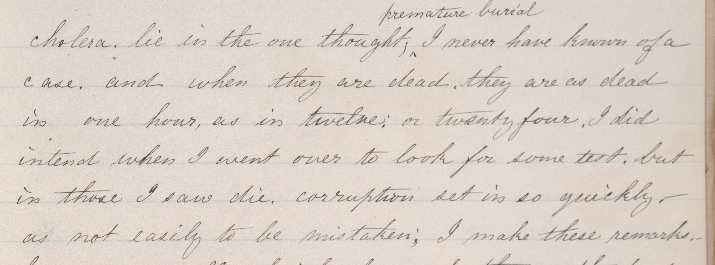 premature burial
cholera. lie in the one thought; I never have known of a
case. and when they are dead. they are as dead
in one hour, as in twelve; or twenty four. I did
intend when I went over to look for some test. but
in those I saw die. corruption set in so quickly.
as not easily to be mistaken; I make these remarks..